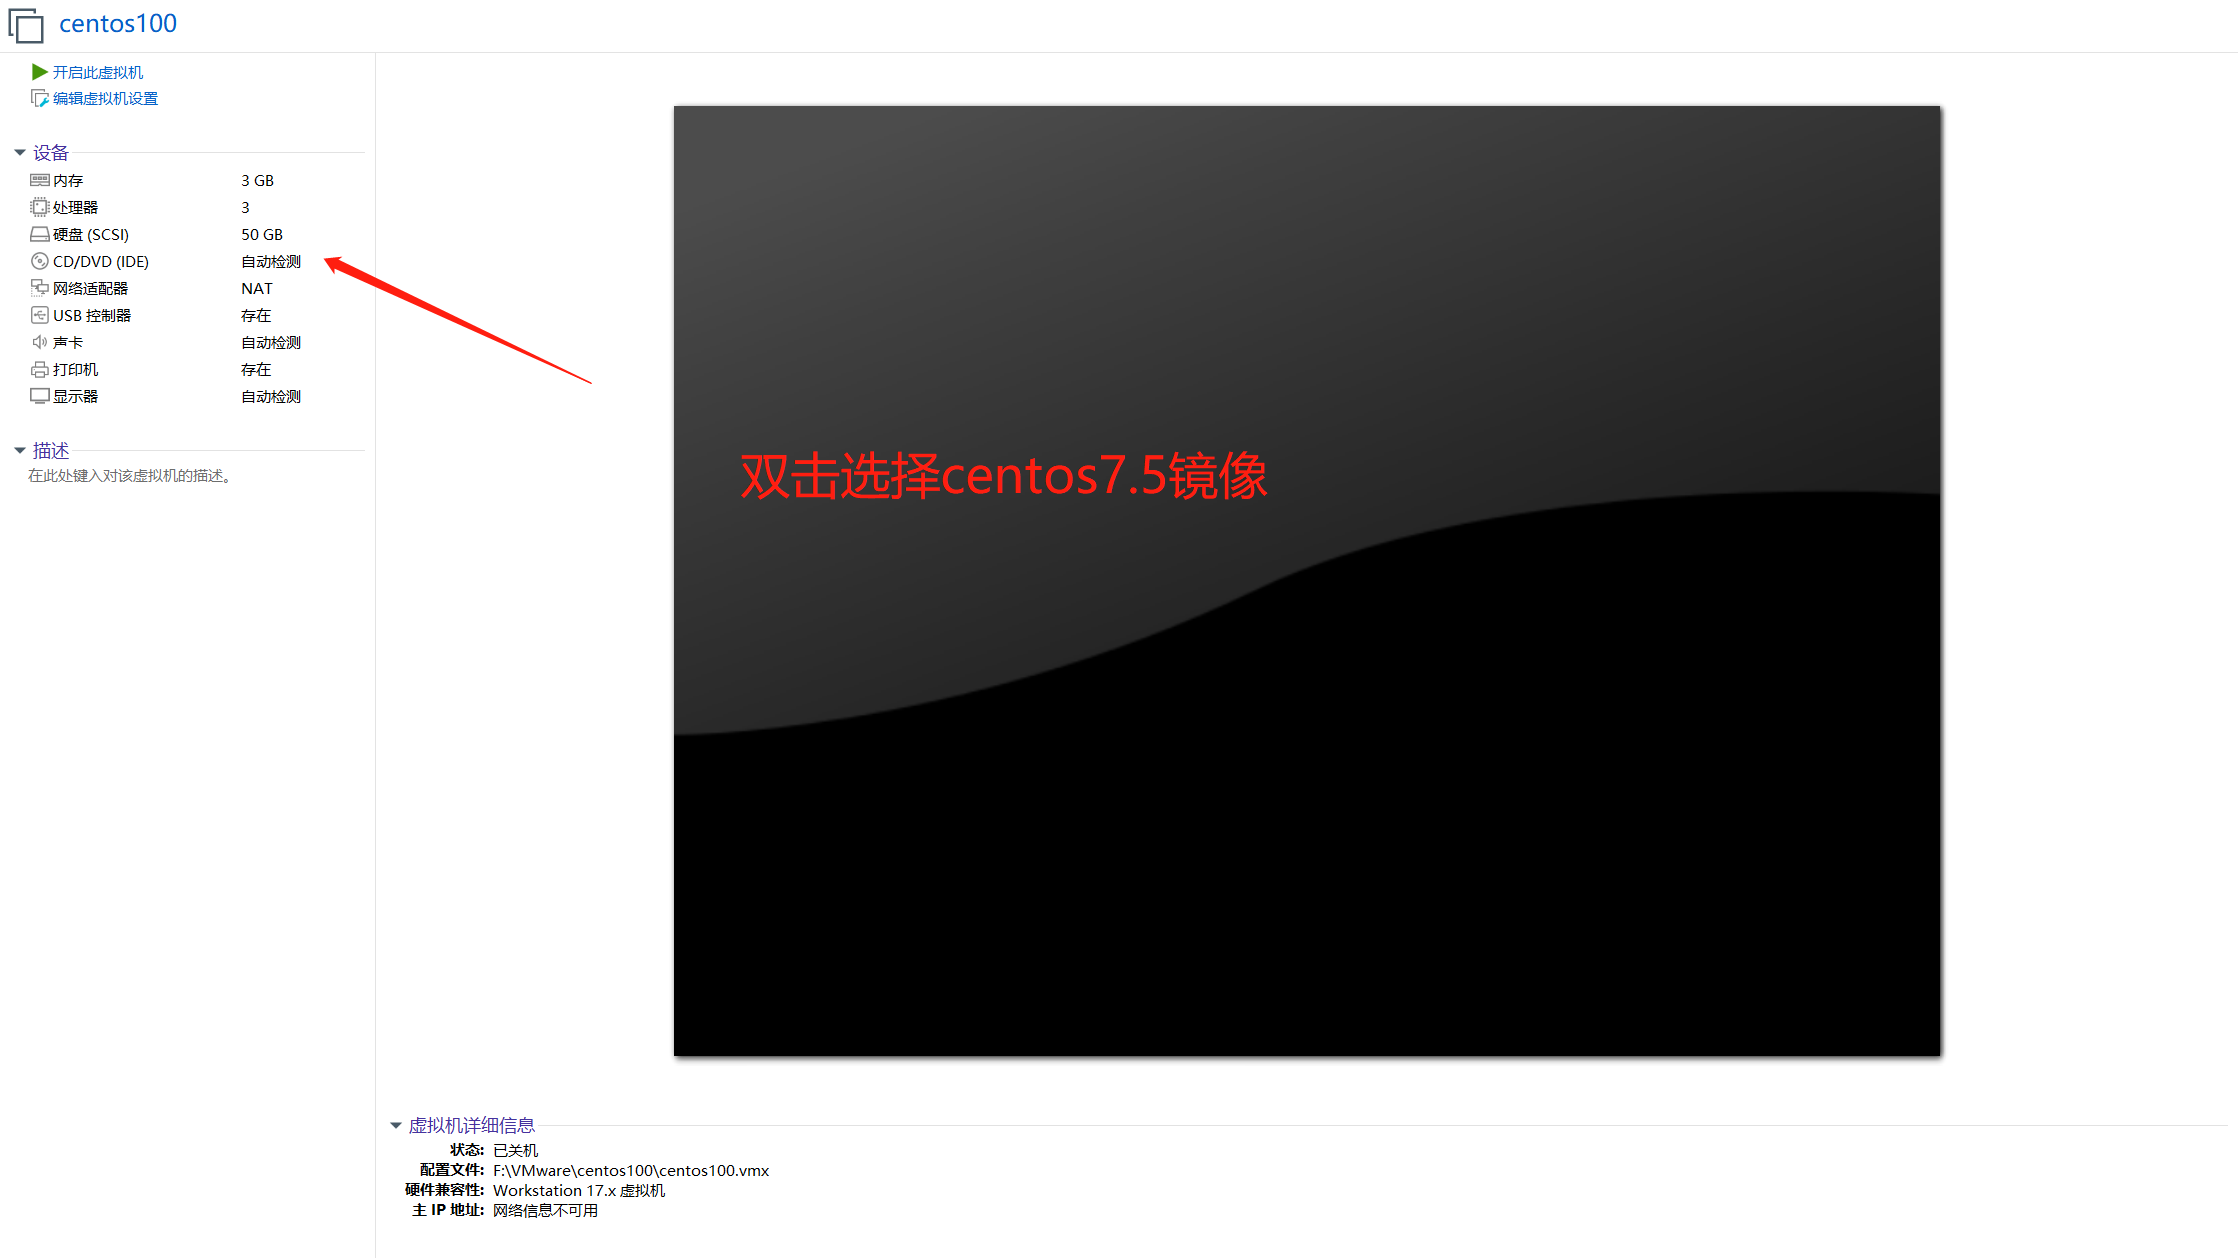 centos100
开启此虚拟机
编辑虚拟机设置
设备
内存 3 GB
处理器 3
硬盘 (SCSI) 50 GB
CD/DVD (IDE) 自动检测
网络适配器 NAT
USB 控制器 存在
声卡 自动检测
打印机 存在
显示器 自动检测
描述
在此处键入对该虚拟机的描述。
双击选择centos7.5镜像
虚拟机详细信息
状态: 已关机
配置文件: F:\VMware\centos100\centos100.vmx
硬件兼容性: Workstation 17.x 虚拟机
主 IP 地址: 网络信息不可用